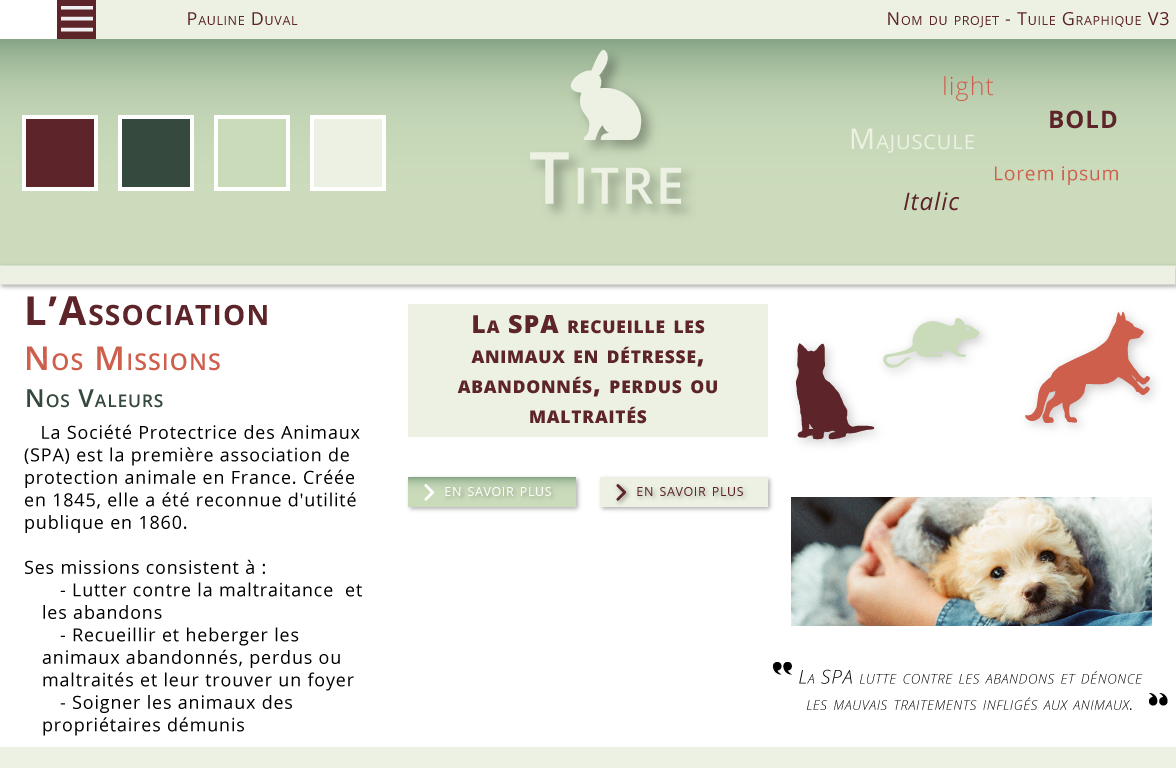 Pauline Duval
Nom du projet - Tuile Graphique V3
light
BOLD
Majuscule
Lorem ipsum
Italic
Titre
L’Association
Nos Missions
Nos Valeurs
La Société Protectrice des Animaux
(SPA) est la première association de
protection animale en France. Créée
en 1845, elle a été reconnue d'utilité
publique en 1860.
Ses missions consistent à :
- Lutter contre la maltraitance  et
les abandons
- Recueillir et heberger les
animaux abandonnés, perdus ou
maltraités et leur trouver un foyer
- Soigner les animaux des
propriétaires démunis
La SPA recueille les
animaux en détresse,
abandonnés, perdus ou
maltraités
en savoir plus
en savoir plus
❞ La SPA lutte contre les abandons et dénonce
les mauvais traitements infligés aux animaux. ❝